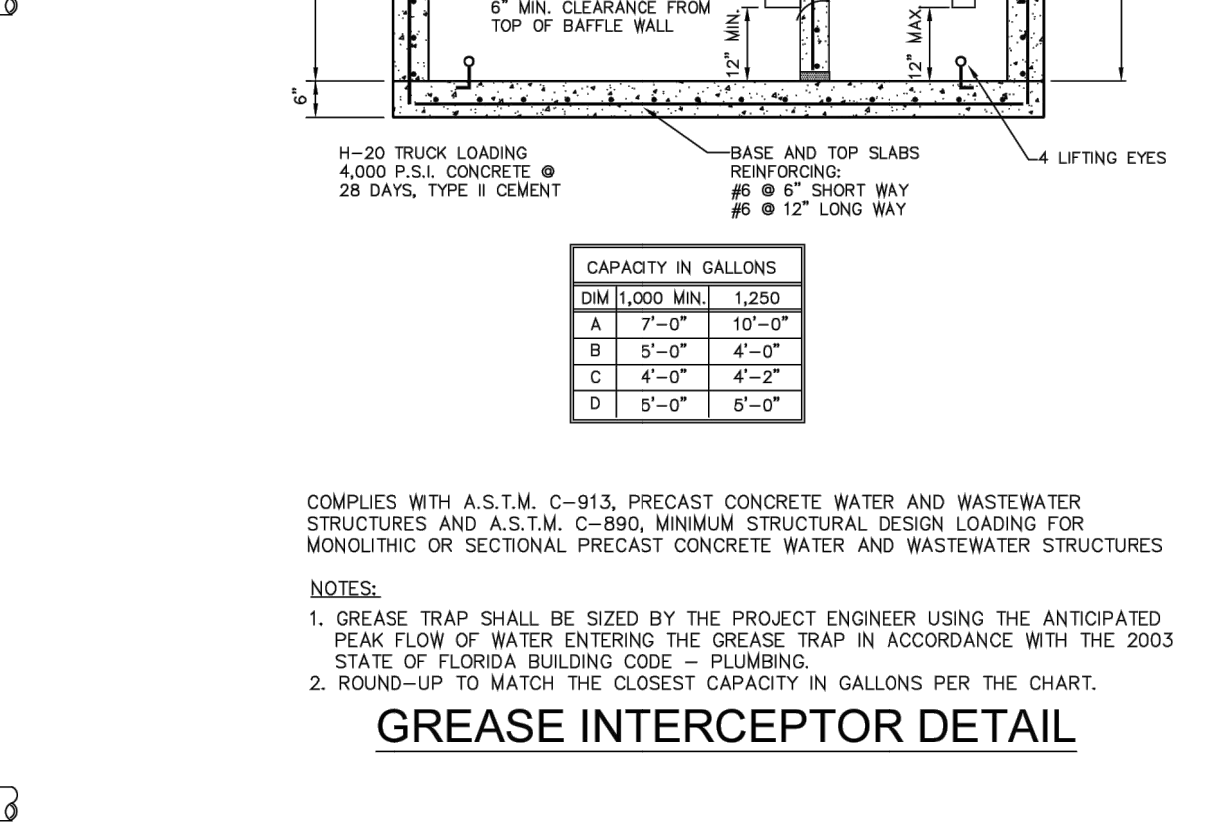 6" MIN. CLEARANCE FROM
TOP OF BAFFLE WALL
12" MIN.
12" MAX.
6"
H-20 TRUCK LOADING
4,000 P.S.I. CONCRETE @
28 DAYS, TYPE II CEMENT
BASE AND TOP SLABS
REINFORCING:
#6 @ 6" SHORT WAY
#6 @ 12" LONG WAY
4 LIFTING EYES
CAPACITY IN GALLONS
DIM 1,000 MIN. 1,250
A 7'-0" 10'-0"
B 5'-0" 4'-0"
C 4'-0" 4'-2"
D 5'-0" 5'-0"
COMPLIES WITH A.S.T.M. C-913, PRECAST CONCRETE WATER AND WASTEWATER
STRUCTURES AND A.S.T.M. C-890, MINIMUM STRUCTURAL DESIGN LOADING FOR
MONOLITHIC OR SECTIONAL PRECAST CONCRETE WATER AND WASTEWATER STRUCTURES
NOTES:
1. GREASE TRAP SHALL BE SIZED BY THE PROJECT ENGINEER USING THE ANTICIPATED
PEAK FLOW OF WATER ENTERING THE GREASE TRAP IN ACCORDANCE WITH THE 2003
STATE OF FLORIDA BUILDING CODE - PLUMBING.
2. ROUND-UP TO MATCH THE CLOSEST CAPACITY IN GALLONS PER THE CHART.
GREASE INTERCEPTOR DETAIL